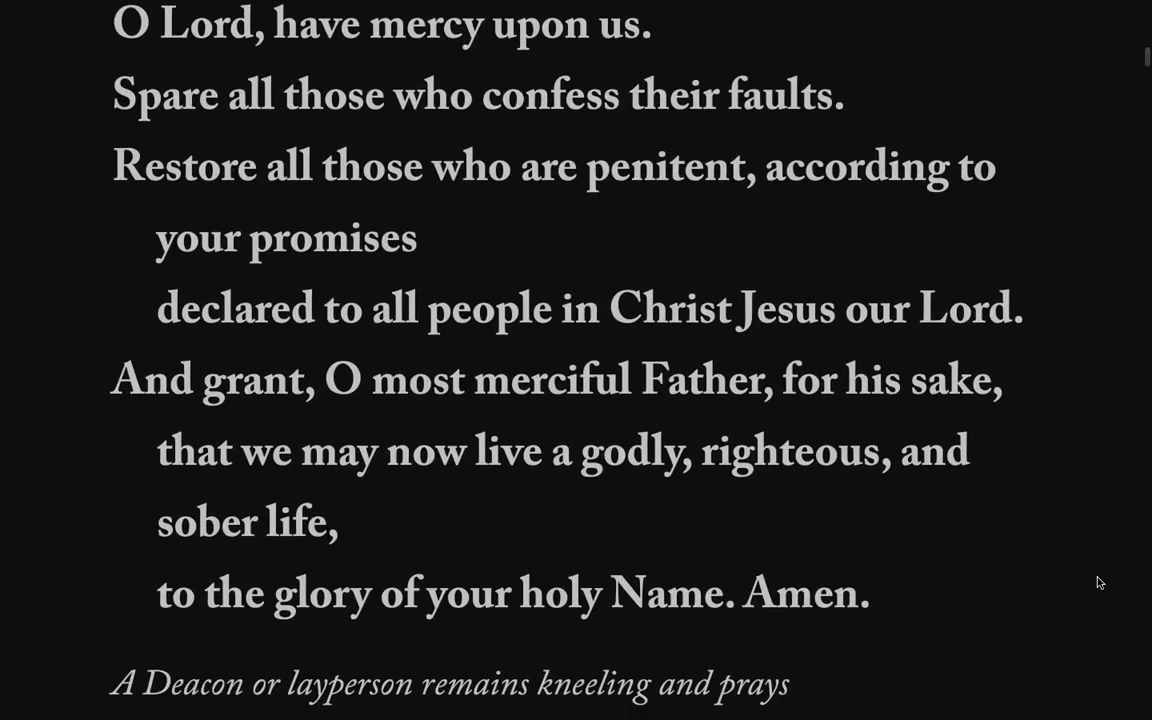 O Lord, have mercy upon us.
Spare all those who confess their faults.
Restore all those who are penitent, according to
your promises
declared to all people in Christ Jesus our Lord.
And grant, O most merciful Father, for his sake,
that we may now live a godly, righteous, and
sober life,
to the glory of your holy Name. Amen.
A Deacon or layperson remains kneeling and prays